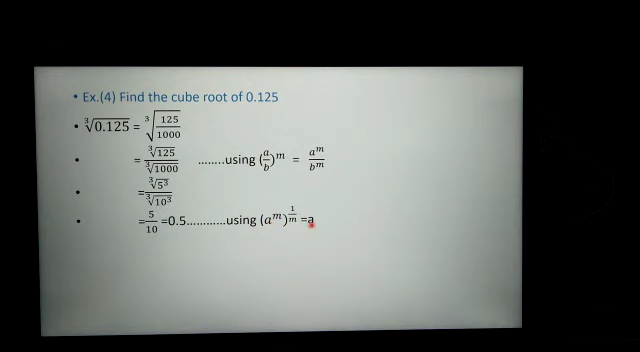 • Ex.(4) Find the cube root of 0.125
• ∛0.125 = ∛(125/1000)
• = ∛125/∛1000 ........using (a/b)^m = a^m/b^m
• = ∛5³/∛10³
• = 5/10 =0.5............using (a^m)^(1/m) =a